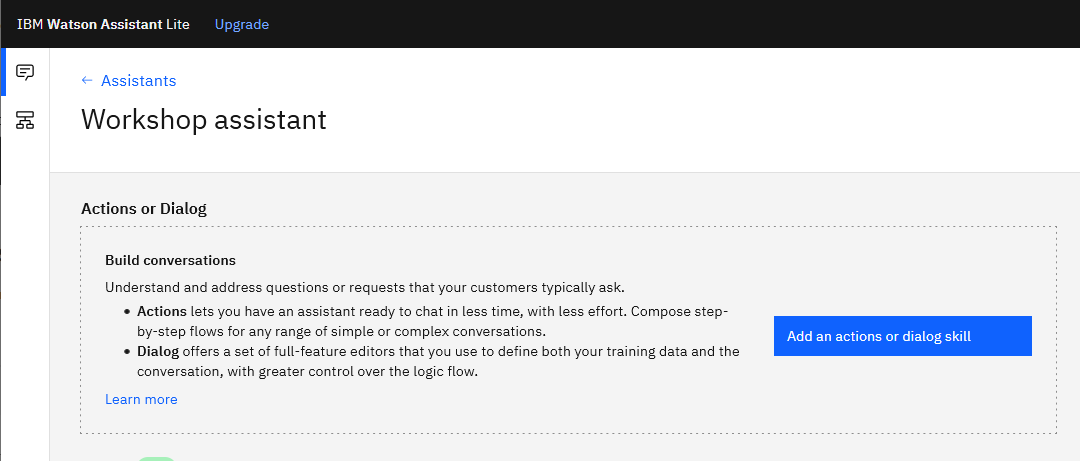 IBM Watson Assistant Lite Upgrade
← Assistants
Workshop assistant
Actions or Dialog
Build conversations
Understand and address questions or requests that your customers typically ask.
• Actions lets you have an assistant ready to chat in less time, with less effort. Compose step-
by-step flows for any range of simple or complex conversations.
• Dialog offers a set of full-feature editors that you use to define both your training data and the
conversation, with greater control over the logic flow.
Add an actions or dialog skill
Learn more